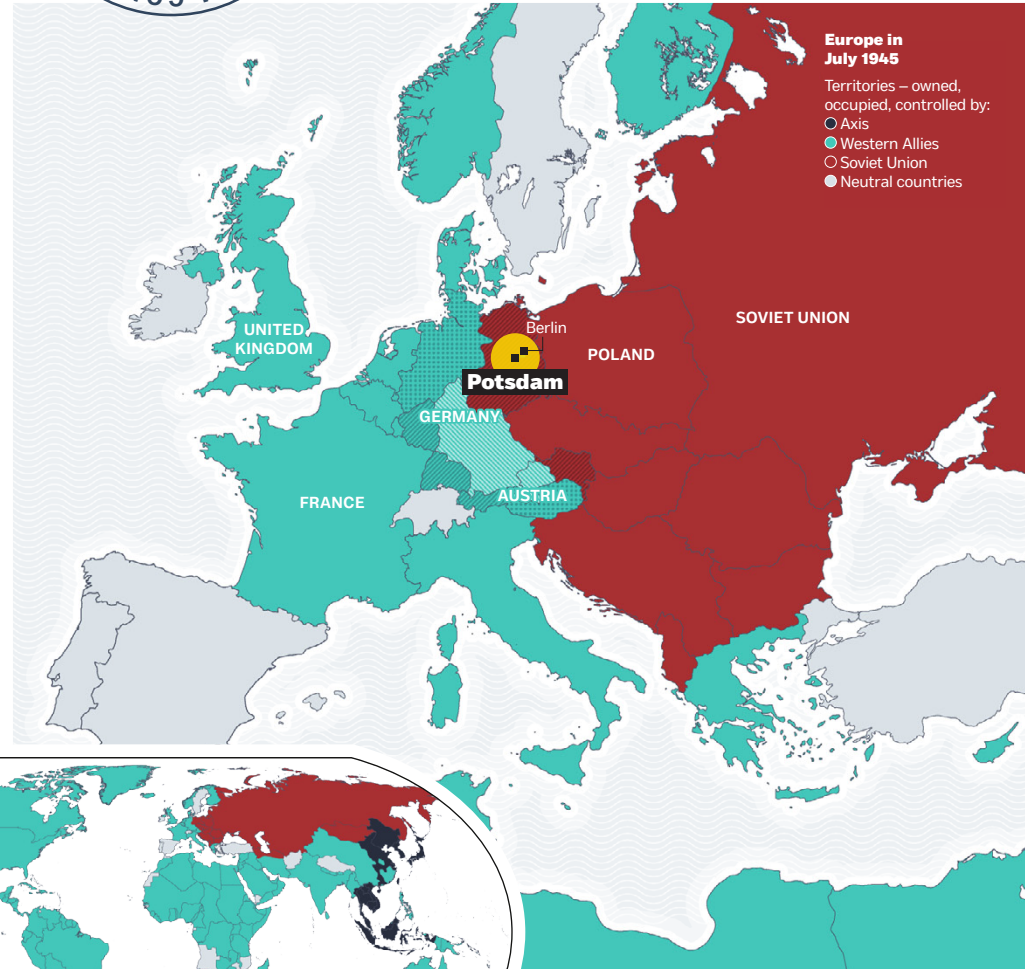 Europe in
July 1945
Territories – owned,
occupied, controlled by:
Axis
Western Allies
Soviet Union
Neutral countries
SOVIET UNION
UNITED
KINGDOM
Berlin
POLAND
Potsdam
GERMANY
AUSTRIA
FRANCE